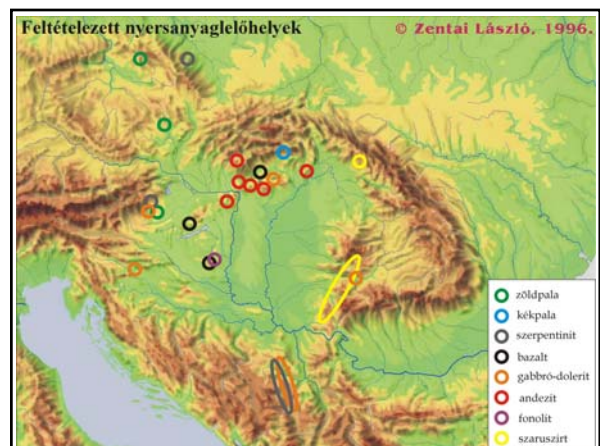 Feltételezett nyersanyaglelőhelyek
© Zentai László, 1996.
zöldpala
kékpala
szerpentinit
bazalt
gabbró-dolerit
andezit
fonolit
szaruszirt